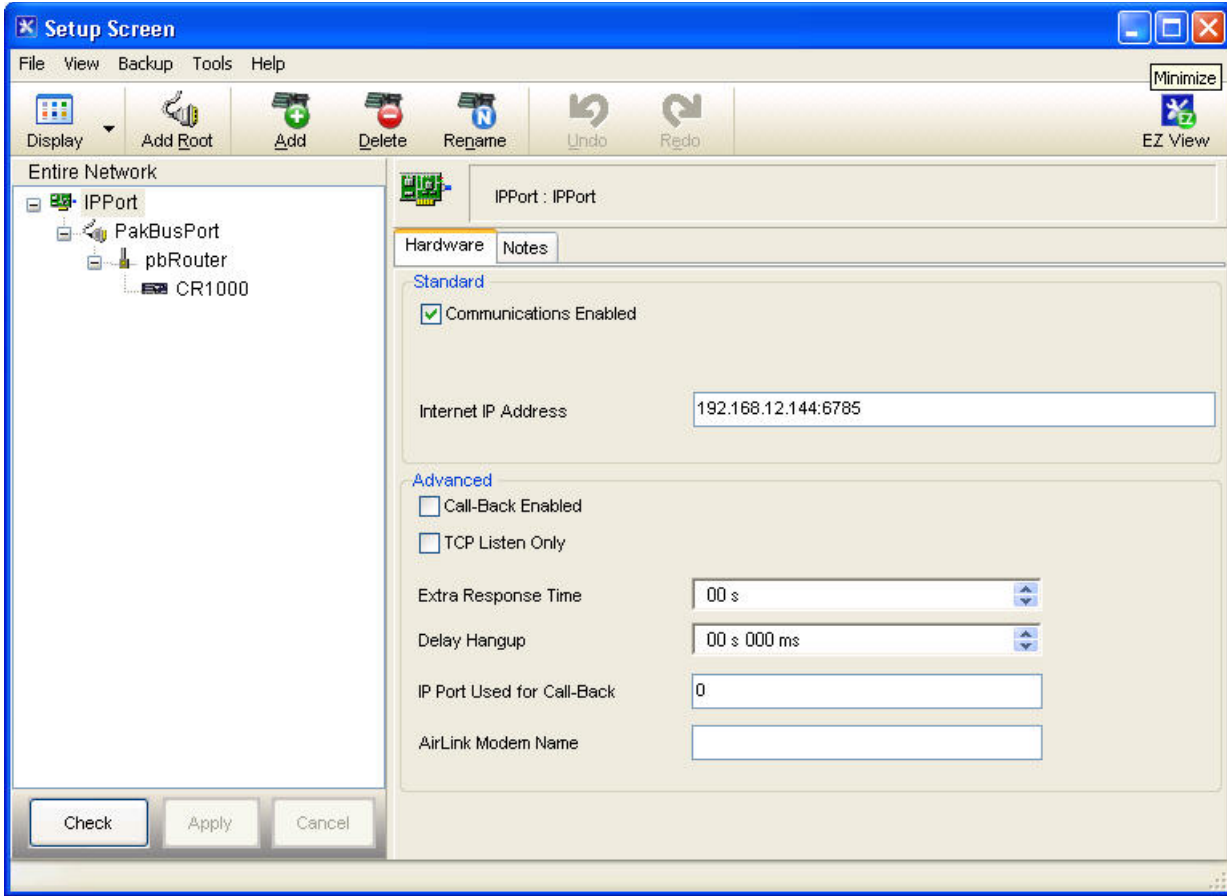 Setup Screen
File View Backup Tools Help
Minimize
Display Add Root Add Delete Rename N Undo Redo EZ EZ View
Entire Network
IPPort
PakBusPort
pbRouter
CR1000
IPPort : IPPort
Hardware Notes
Standard
Communications Enabled
Internet IP Address 192.168.12.144:6785
Advanced
Call-Back Enabled
TCP Listen Only
Extra Response Time 00 s
Delay Hangup 00 s 000 ms
IP Port Used for Call-Back 0
AirLink Modem Name
Check Apply Cancel